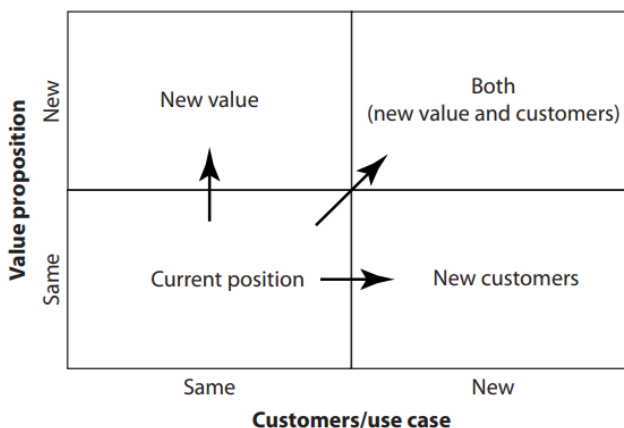 Value proposition
New
Same
New value
Both
(new value and customers)
Current position
New customers
Same
New
Customers/use case